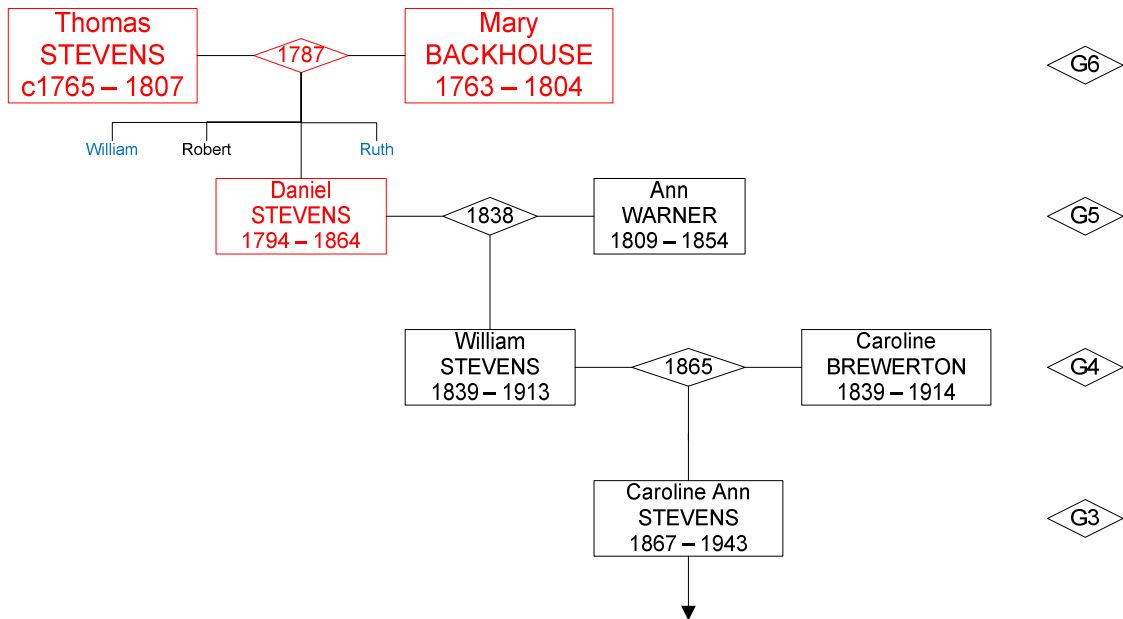 Thomas
STEVENS
c1765 – 1807
1787
Mary
BACKHOUSE
1763 – 1804
G6
William
Robert
Ruth
Daniel
STEVENS
1794 – 1864
1838
Ann
WARNER
1809 – 1854
G5
William
STEVENS
1839 – 1913
1865
Caroline
BREWERTON
1839 – 1914
G4
Caroline Ann
STEVENS
1867 – 1943
G3